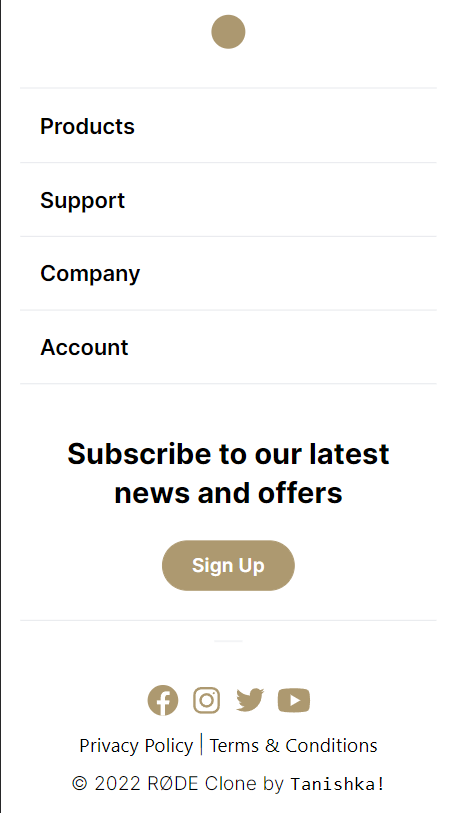 Products
Support
Company
Account
Subscribe to our latest
news and offers
Sign Up
Privacy Policy | Terms & Conditions
© 2022 RØDE Clone by Tanishka!